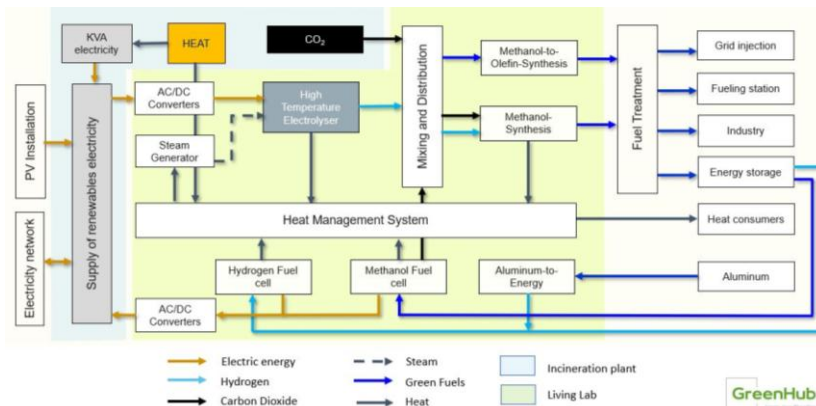 KVA
electricity
HEAT
CO₂
Methanol-to
Olefin-Synthesis
Grid injection
AC/DC
Converters
High
Temperature
Electrolyser
Mixing and Distribution
Fuel Treatment
Fueling station
PV Installation
Supply of renewables electricity
Steam
Generator
Methanol-
Synthesis
Industry
Energy storage
Heat Management System
Heat consumers
Electricity network
Hydrogen Fuel
cell
Methanol Fuel
cell
Aluminum-to-
Energy
Aluminum
AC/DC
Converters
Electric energy
Steam
Incineration plant
Hydrogen
Green Fuels
Carbon Dioxide
Heat
Living Lab
GreenHub